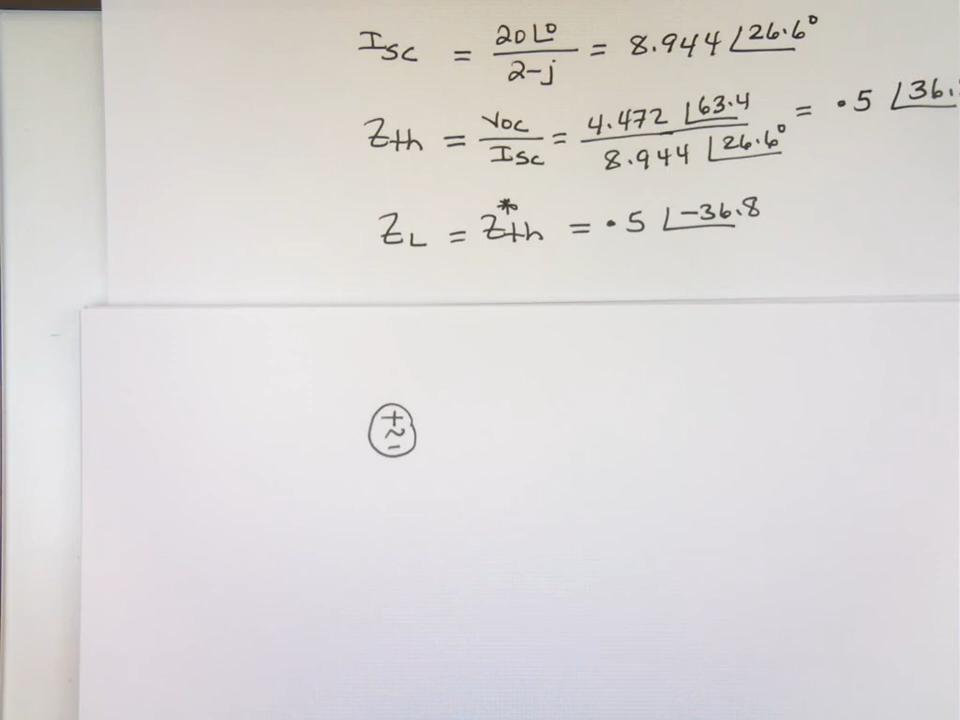 Isc = 20∠0° / 2-j = 8.944 ∠26.6°
Zth = Voc / Isc = 4.472 ∠63.4 / 8.944 ∠26.6° = .5 ∠36.
ZL = Zth* = .5 ∠-36.8
+
~
-